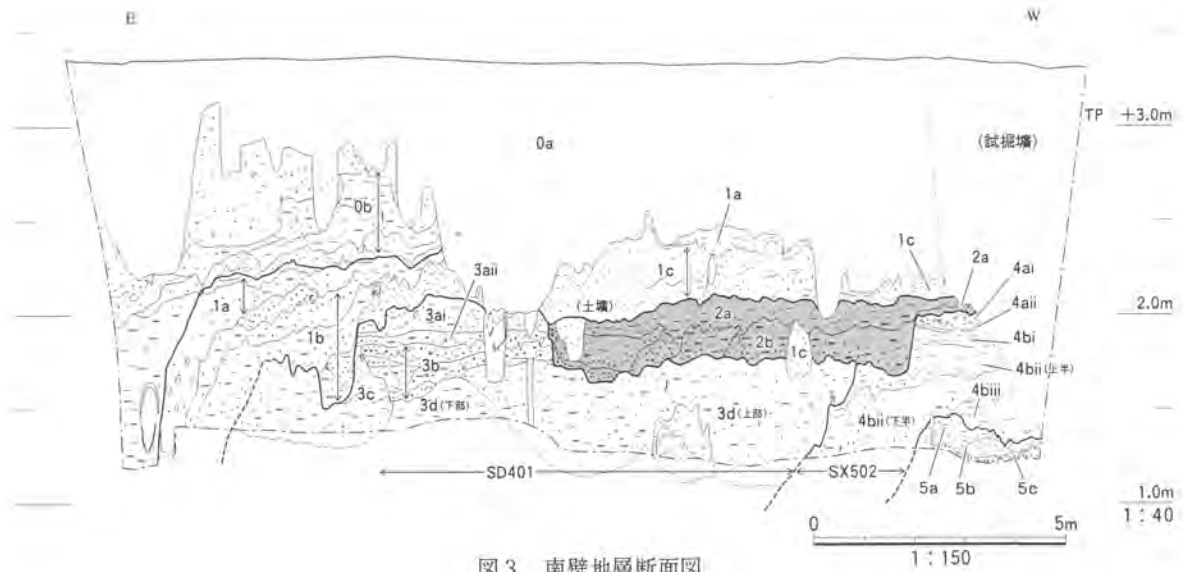 E
W
TP
+3.0m
0a
(試掘壙)
1a
0b
1c
1c
2a
3aii
4ai
(土壙)
4aii
2.0m
1a
3ai
2a
1b
2b
4bi
1c
4bii(上半)
3b
3c
4biii
3d(下部)
3d(上部)
4bii(下半)
SD401
SX502
5a
5b
5c
1.0m
0
5m
1:40
1:150
図3 南壁地層断面図